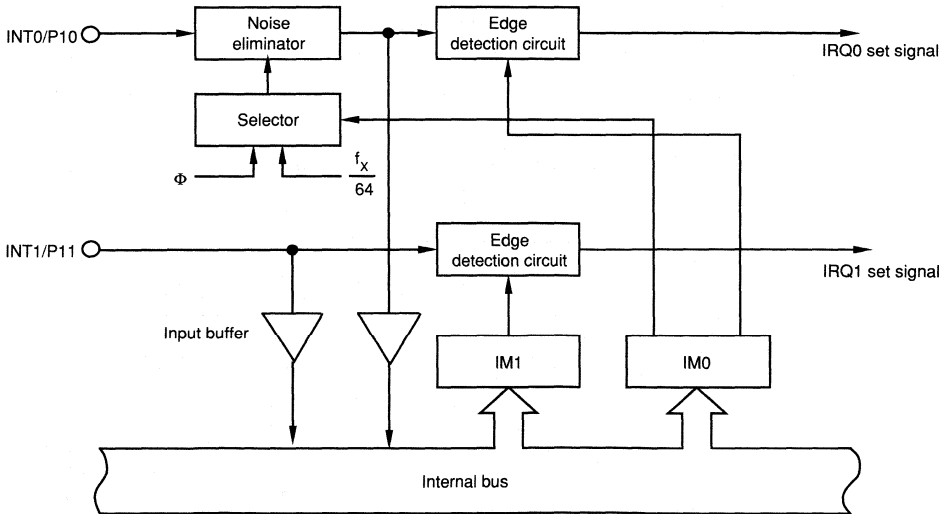 INT0/P10
Noise
eliminator
Edge
detection circuit
IRQ0 set signal
Selector
Φ
fX
64
INT1/P11
Edge
detection circuit
IRQ1 set signal
Input buffer
IM1
IM0
Internal bus